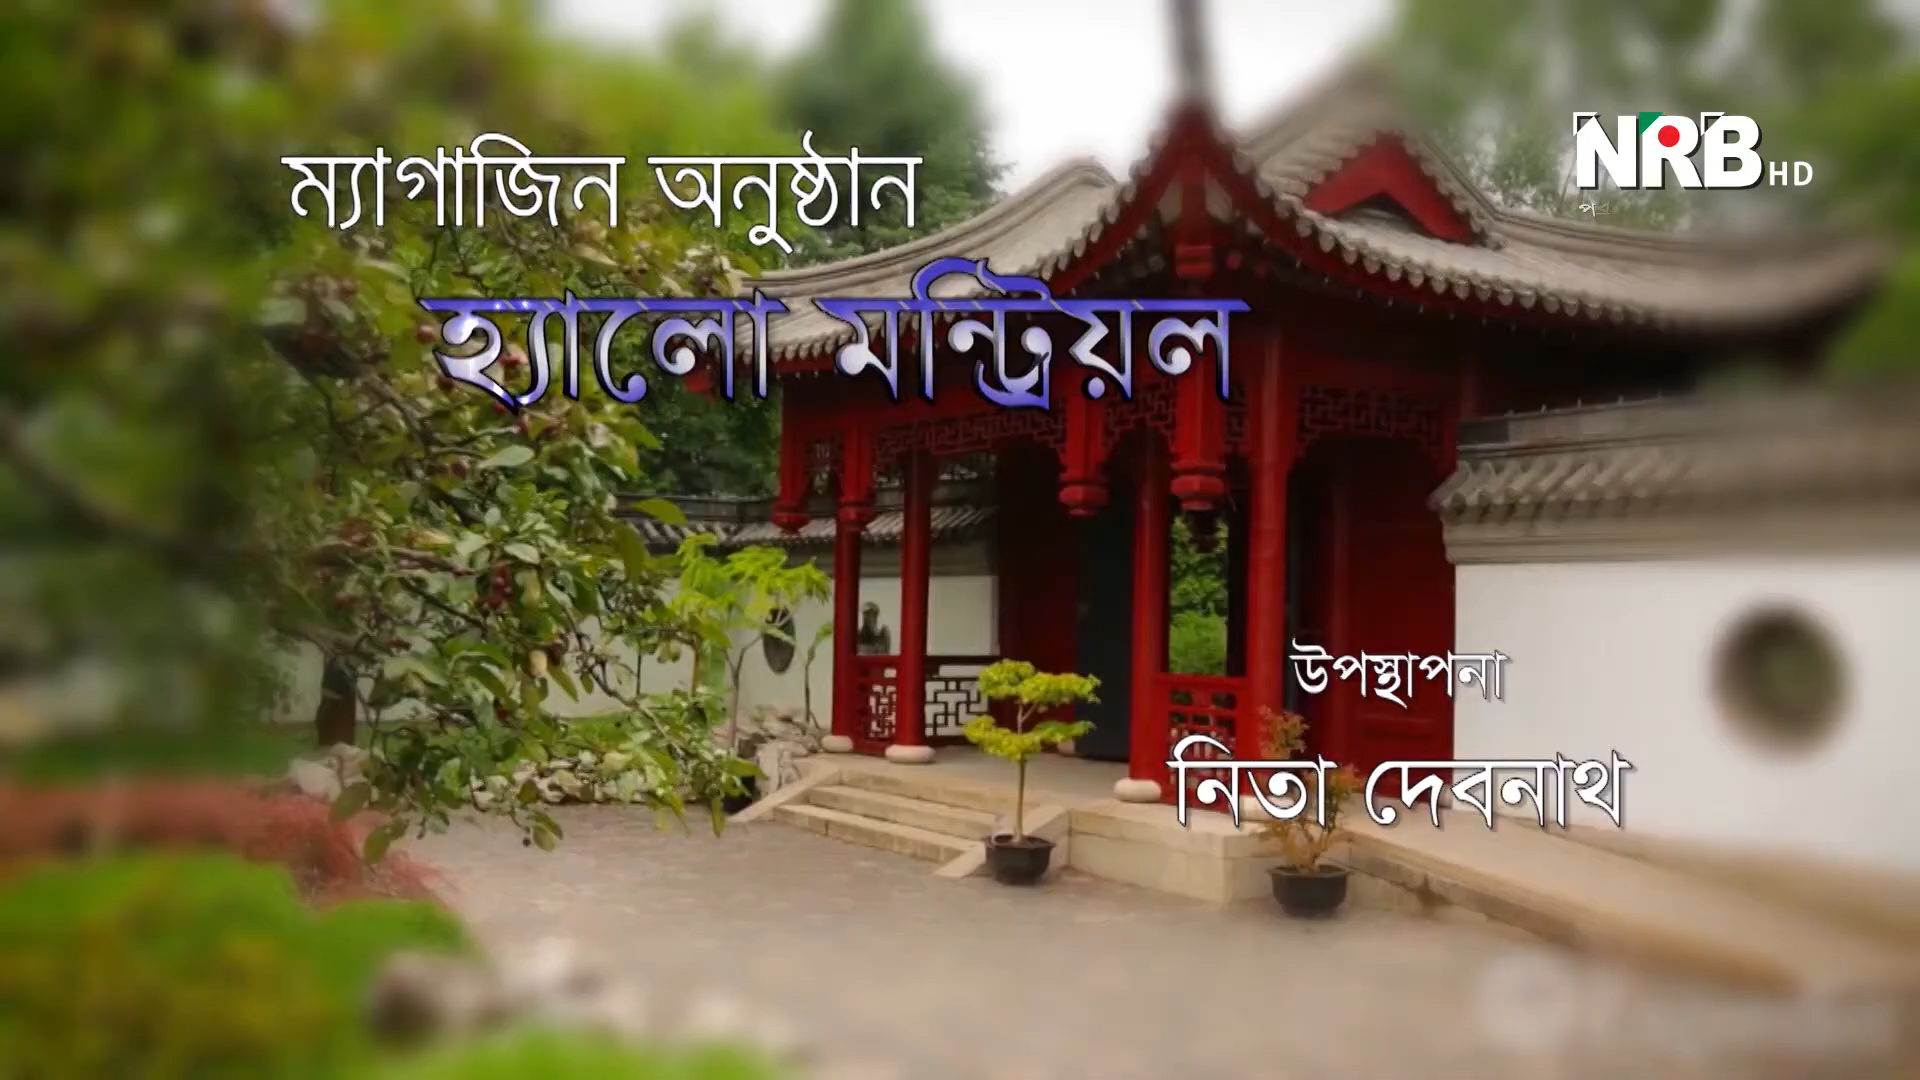 ম্যাগাজিন অনুষ্ঠান
NRB HD
হ্যালো মন্ট্রিয়ল
উপস্থাপনা
নিতা দেবনাথ